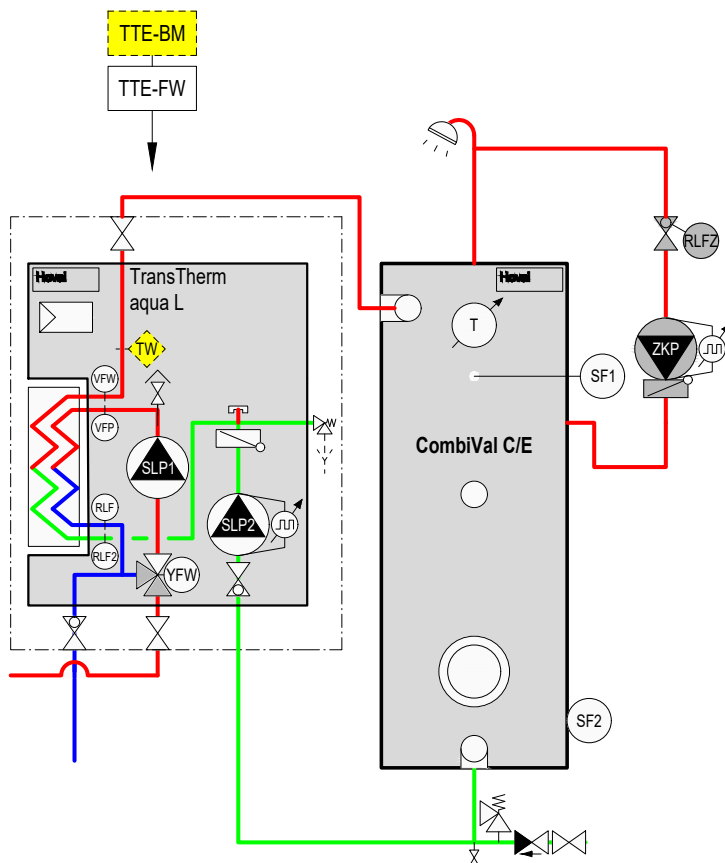 TTE-BM
TTE-FW
RLFZ
Hoval
TransTherm
aqua L
Hoval
T
ZKP
TW
VFW
SF1
VFP
CombiVal C/E
SLP1
RLF
SLP2
RLF2
YFW
SF2